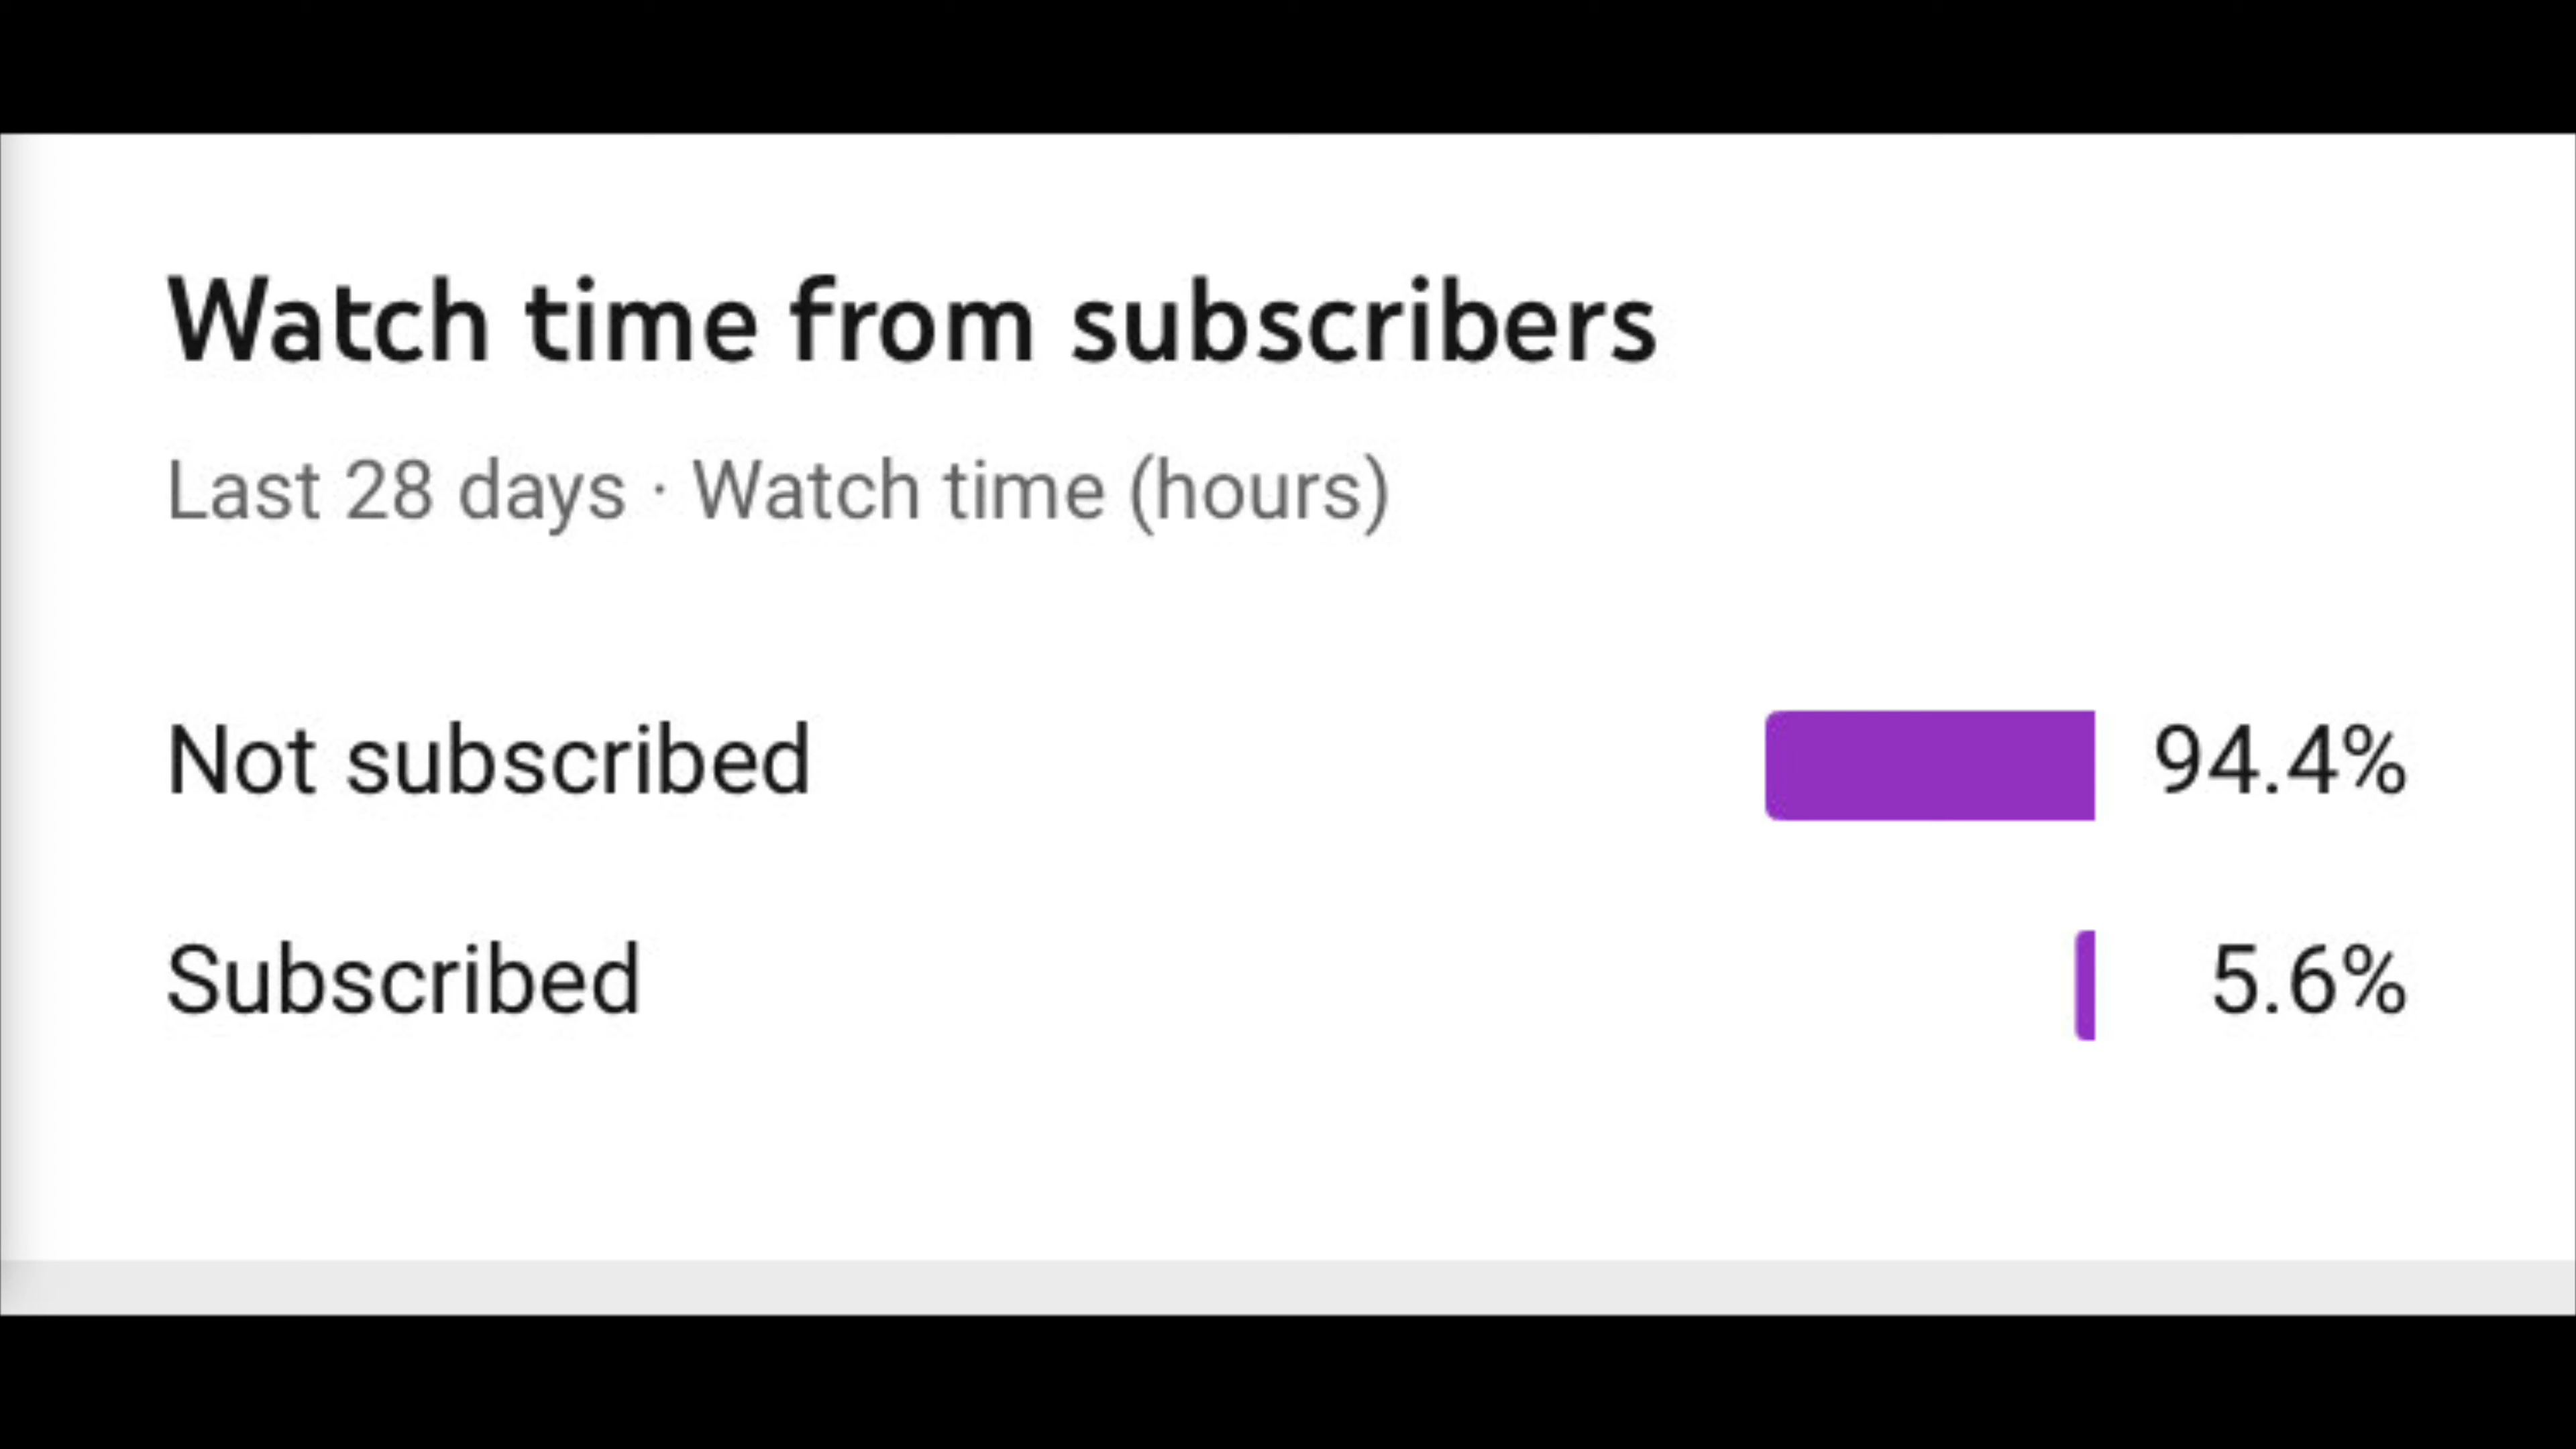 Watch time from subscribers
Last 28 days · Watch time (hours)
Not subscribed 94.4%
Subscribed 5.6%